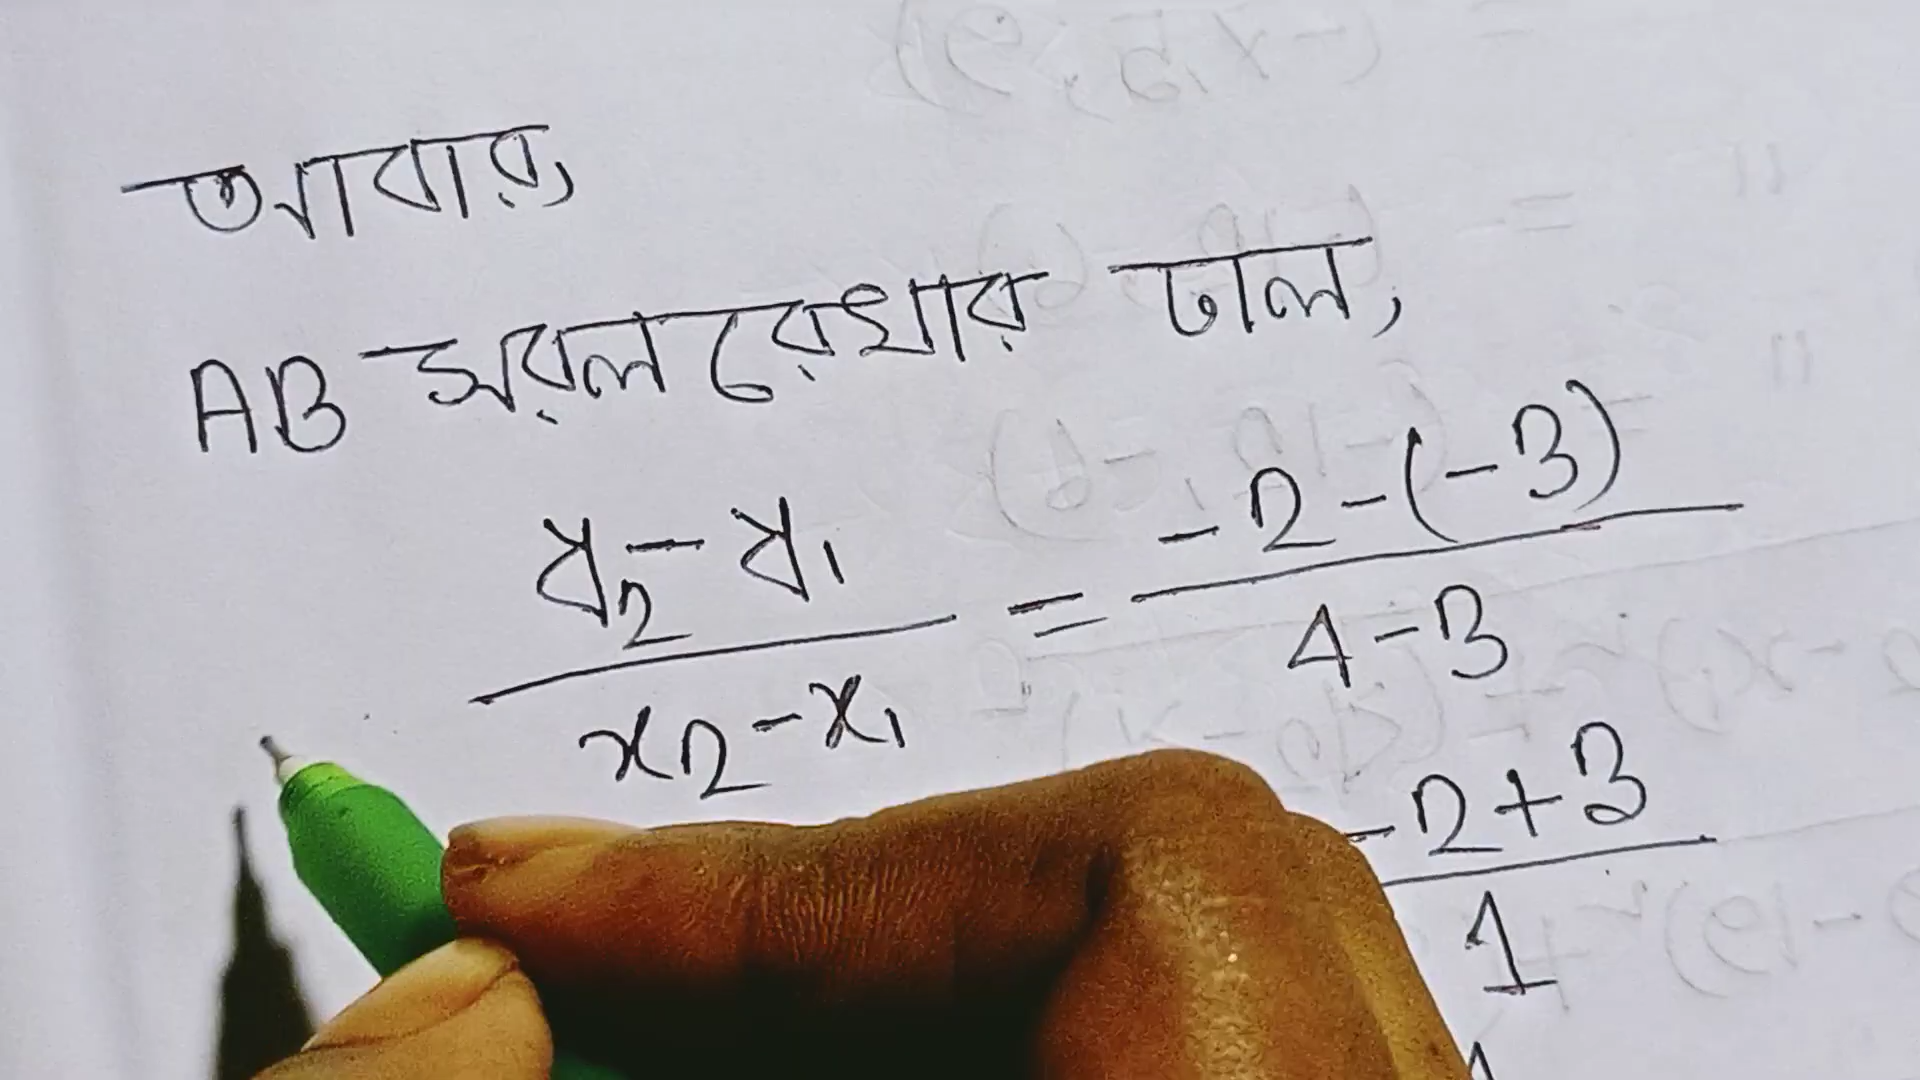 আবার,
AB সরলরেখার ঢাল,
y₂ - y₁ / x₂ - x₁ = -2 - (-3) / 4 - 3
-2 + 3 / 1